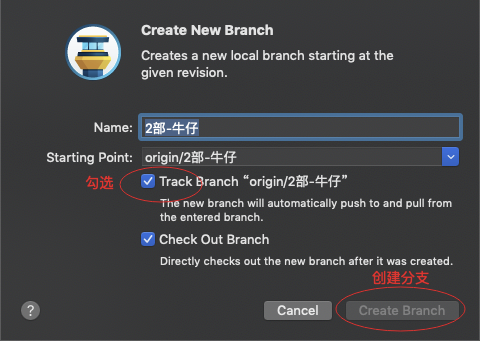 Create New Branch
Creates a new local branch starting at the
given revision.
Name: 2部-牛仔
Starting Point: origin/2部-牛仔
勾选 Track Branch “origin/2部-牛仔”
The new branch will automatically push to and pull from
the entered branch.
Check Out Branch
Directly checks out the new branch after it was created.
创建分支
? Cancel Create Branch